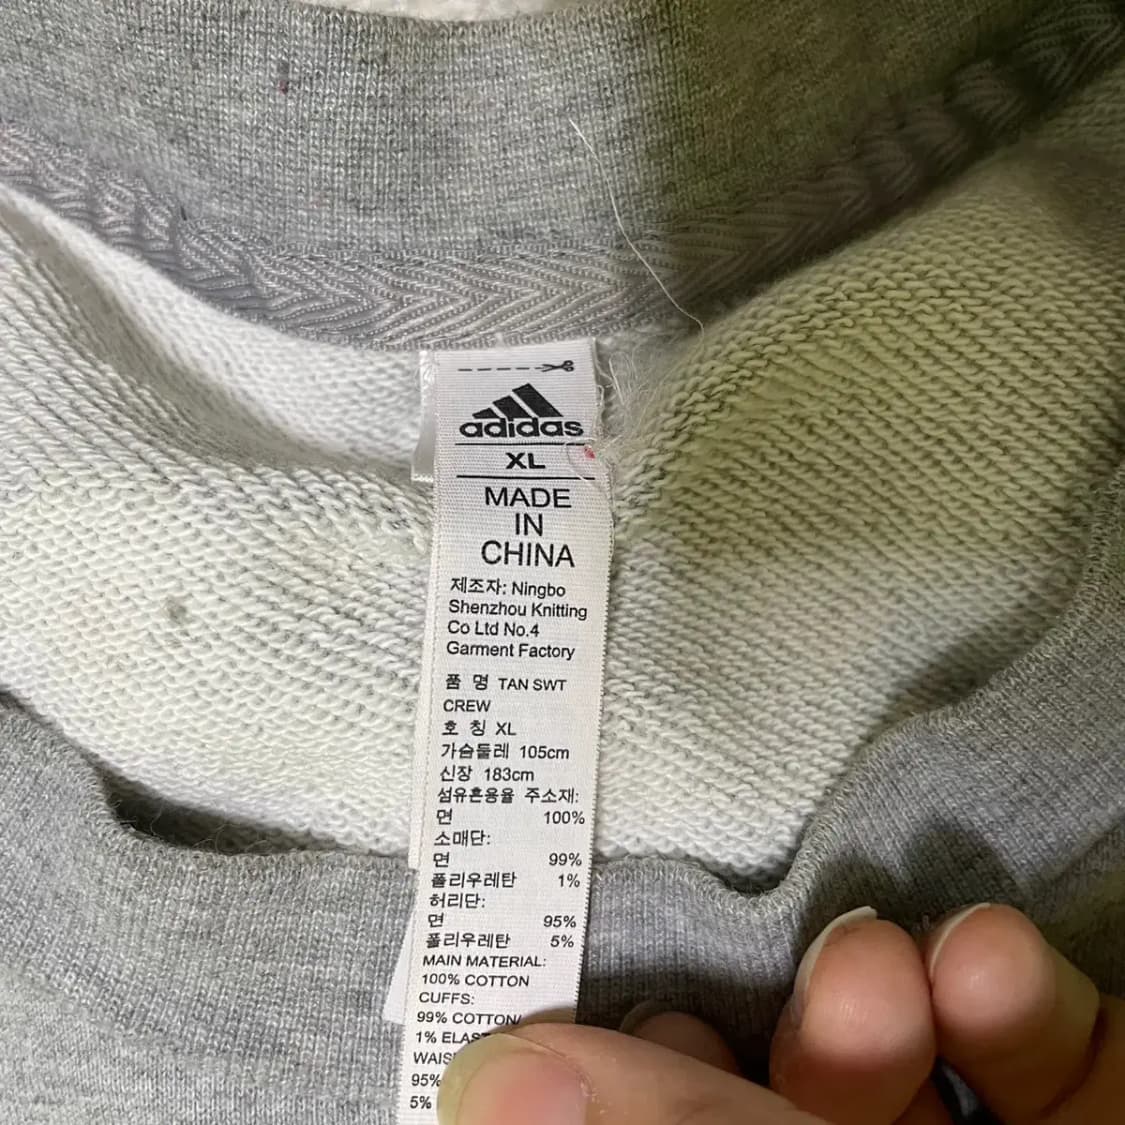 adidas
XL
MADE
IN
CHINA
제조자: Ningbo
Shenzhou Knitting
Co Ltd No.4
Garment Factory
품 명 TAN SWT
CREW
호 칭 XL
가슴둘레 105cm
신장 183cm
섬유혼용율 주소재:
면 100%
소매단:
면 99%
폴리우레탄 1%
허리단:
면 95%
폴리우레탄 5%
MAIN MATERIAL:
100% COTTON
CUFFS:
99% COTTON/
1%
95%
5%